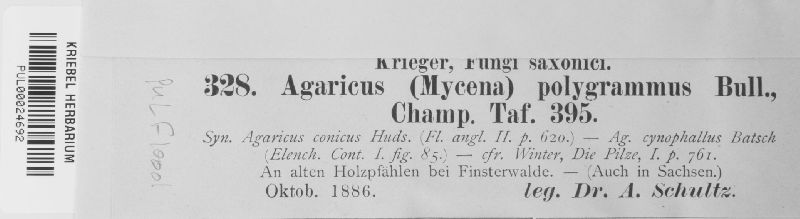 KRIEBEL HERBARIUM
PUL00024692
PuL F1001
Krieger, Fungi saxonici.
328. Agaricus (Mycena) polygrammus Bull.,
Champ. Taf. 395.
Syn. Agaricus conicus Huds. (Fl. angl. II. p. 620.) — Ag. cynophallus Batsch
(Elench. Cont. I. fig. 85.) — cfr. Winter, Die Pilze, I. p. 761.
An alten Holzpfählen bei Finsterwalde. — (Auch in Sachsen.)
Oktob. 1886. leg. Dr. A. Schultz.